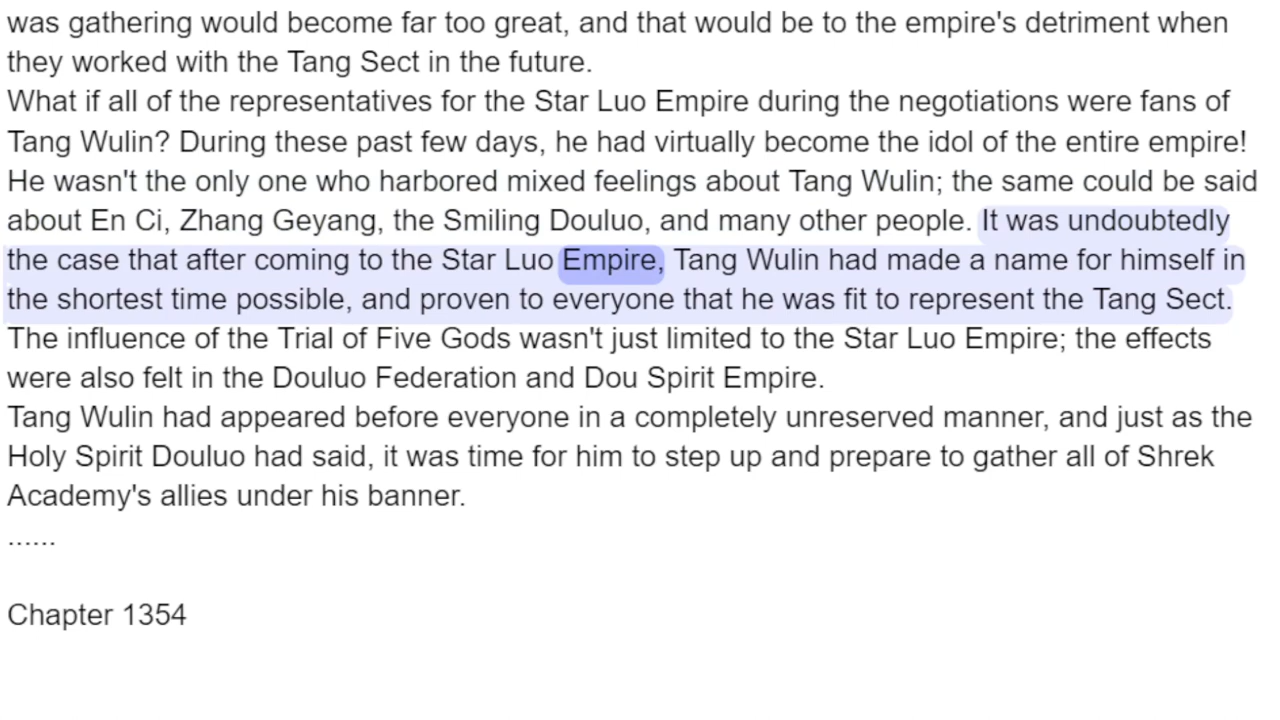 was gathering would become far too great, and that would be to the empire's detriment when
they worked with the Tang Sect in the future.
What if all of the representatives for the Star Luo Empire during the negotiations were fans of
Tang Wulin? During these past few days, he had virtually become the idol of the entire empire!
He wasn't the only one who harbored mixed feelings about Tang Wulin; the same could be said
about En Ci, Zhang Geyang, the Smiling Douluo, and many other people. It was undoubtedly
the case that after coming to the Star Luo Empire, Tang Wulin had made a name for himself in
the shortest time possible, and proven to everyone that he was fit to represent the Tang Sect.
The influence of the Trial of Five Gods wasn't just limited to the Star Luo Empire; the effects
were also felt in the Douluo Federation and Dou Spirit Empire.
Tang Wulin had appeared before everyone in a completely unreserved manner, and just as the
Holy Spirit Douluo had said, it was time for him to step up and prepare to gather all of Shrek
Academy's allies under his banner.
......
Chapter 1354